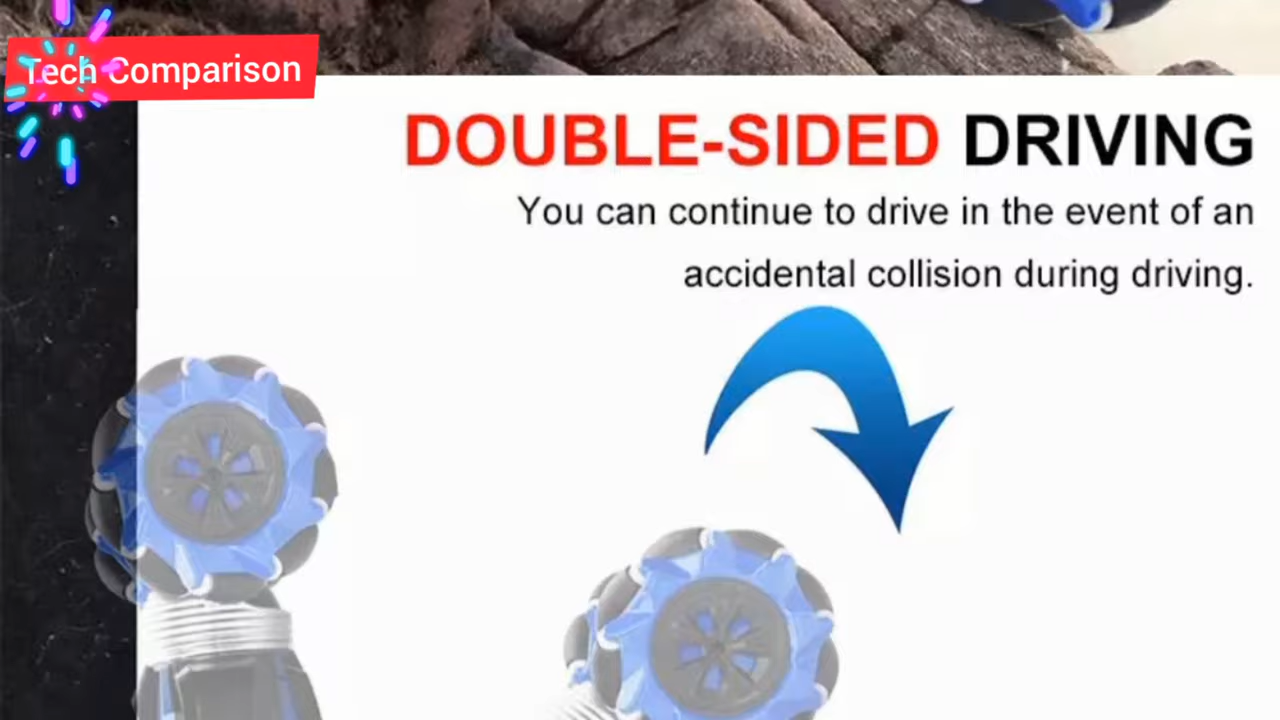 Tech Comparison
DOUBLE-SIDED DRIVING
You can continue to drive in the event of an
accidental collision during driving.